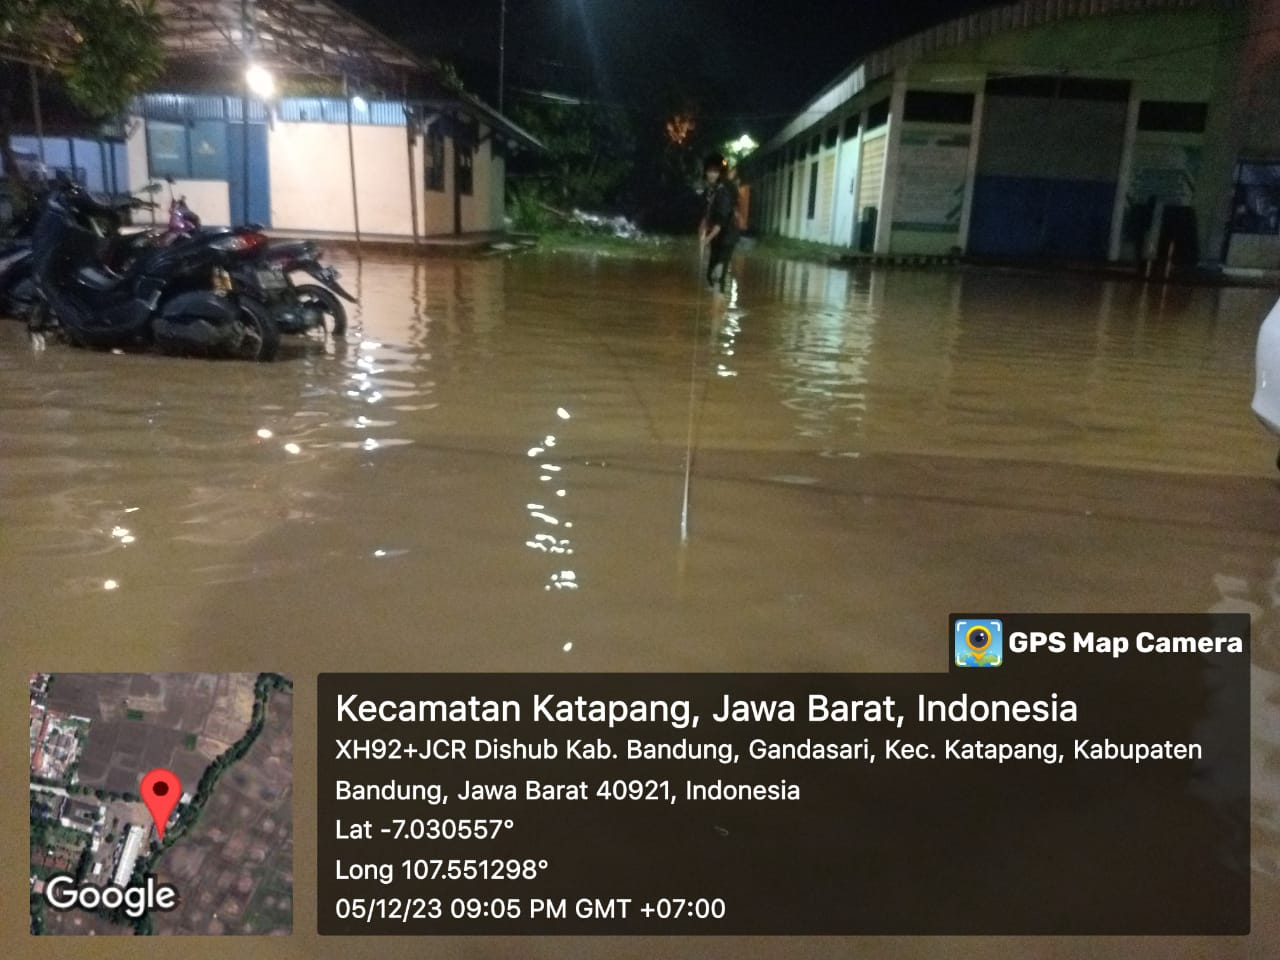 GPS Map Camera
Kecamatan Katapang, Jawa Barat, Indonesia
XH92+JCR Dishub Kab. Bandung, Gandasari, Kec. Katapang, Kabupaten
Bandung, Jawa Barat 40921, Indonesia
Lat -7.030557°
Long 107.551298°
05/12/23 09:05 PM GMT +07:00
Google